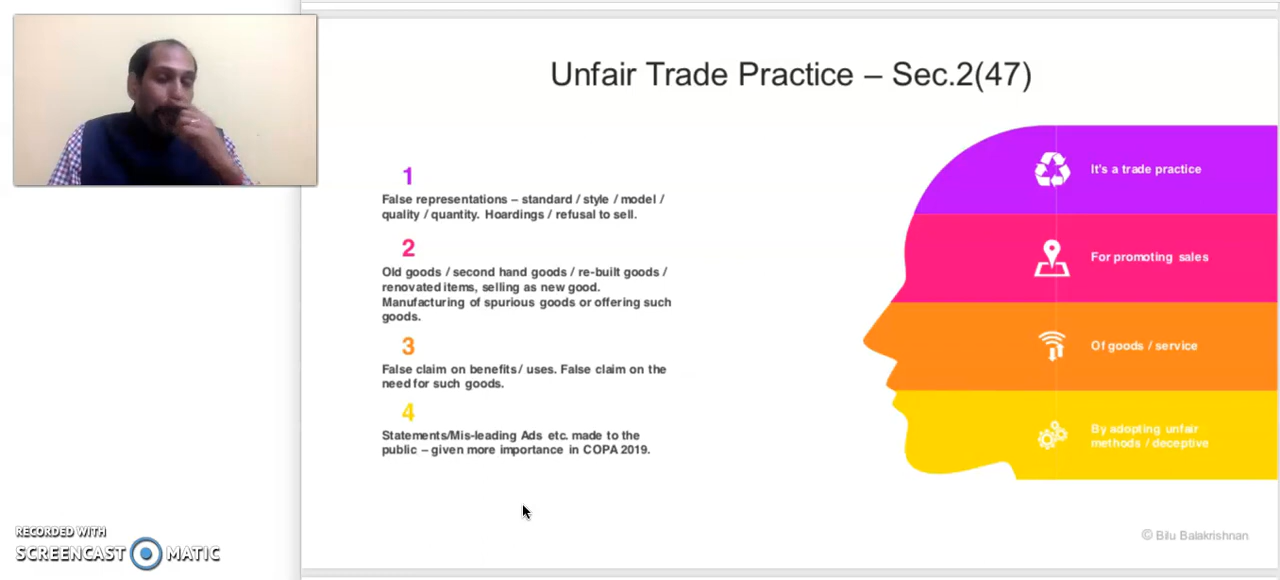 Unfair Trade Practice – Sec.2(47)
1
False representations – standard / style / model /
quality / quantity. Hoardings / refusal to sell.
2
Old goods / second hand goods / re-built goods /
renovated items, selling as new good.
Manufacturing of spurious goods or offering such
goods.
3
False claim on benefits / uses. False claim on the
need for such goods.
4
Statements/Mis-leading Ads etc. made to the
public – given more importance in COPA 2019.
It's a trade practice
For promoting sales
Of goods / service
By adopting unfair
methods / deceptive
© Bilu Balakrishnan
RECORDED WITH
SCREENCAST MATIC